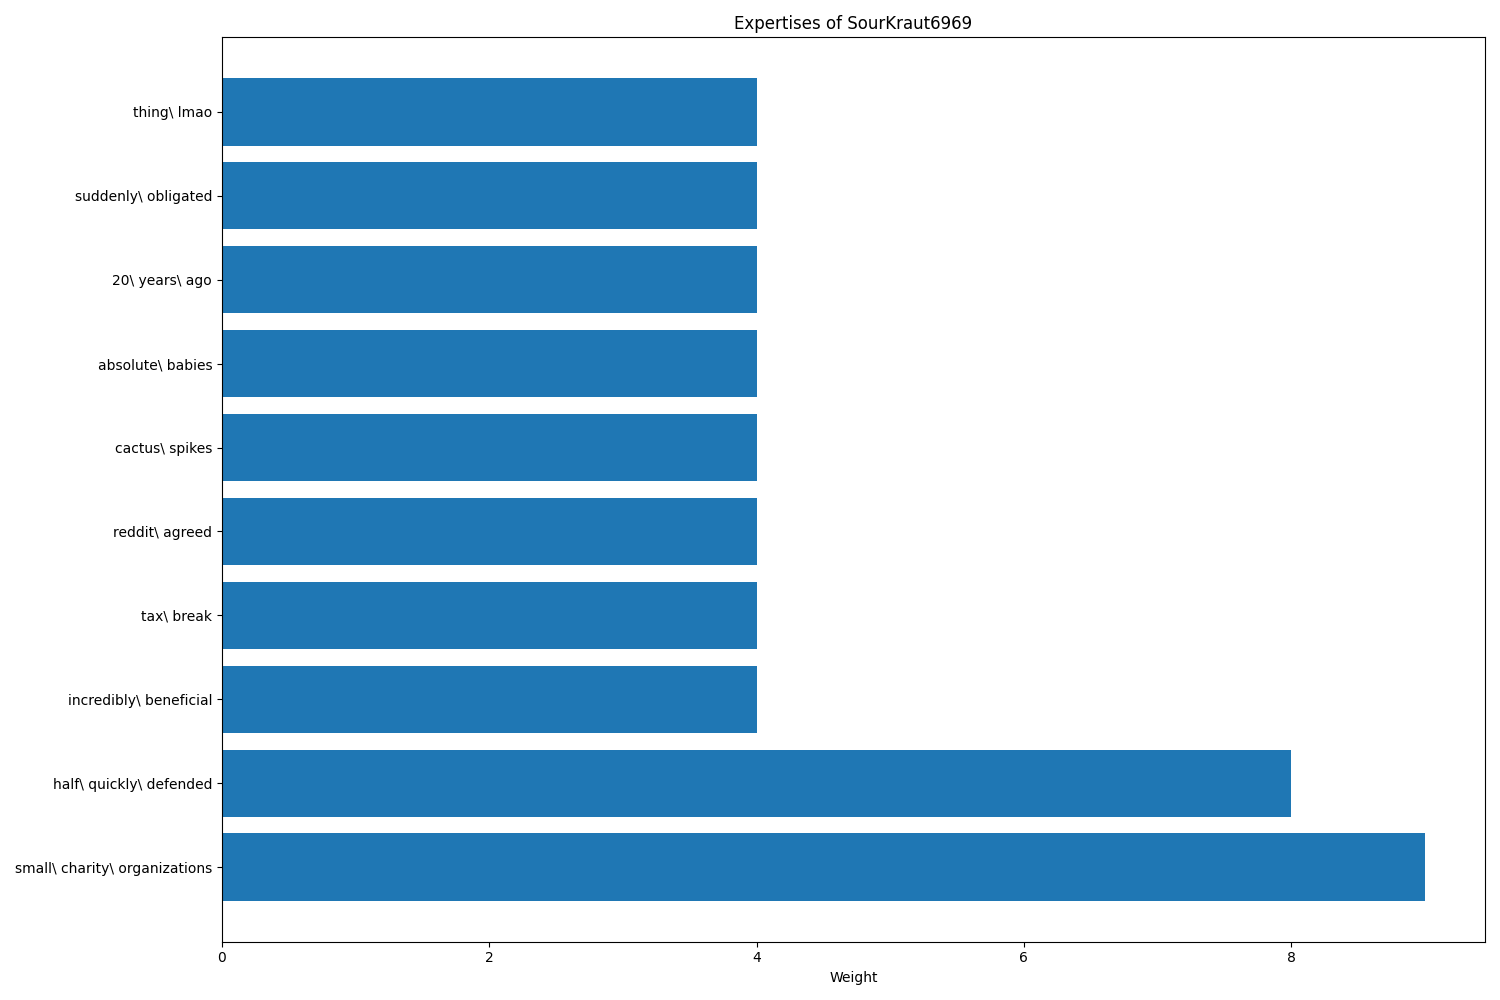 Expertises of SourKraut6969
thing\ lmao
suddenly\ obligated
20\ years\ ago
absolute\ babies
cactus\ spikes
reddit\ agreed
tax\ break
incredibly\ beneficial
half\ quickly\ defended
small\ charity\ organizations
0 2 4 6 8
Weight